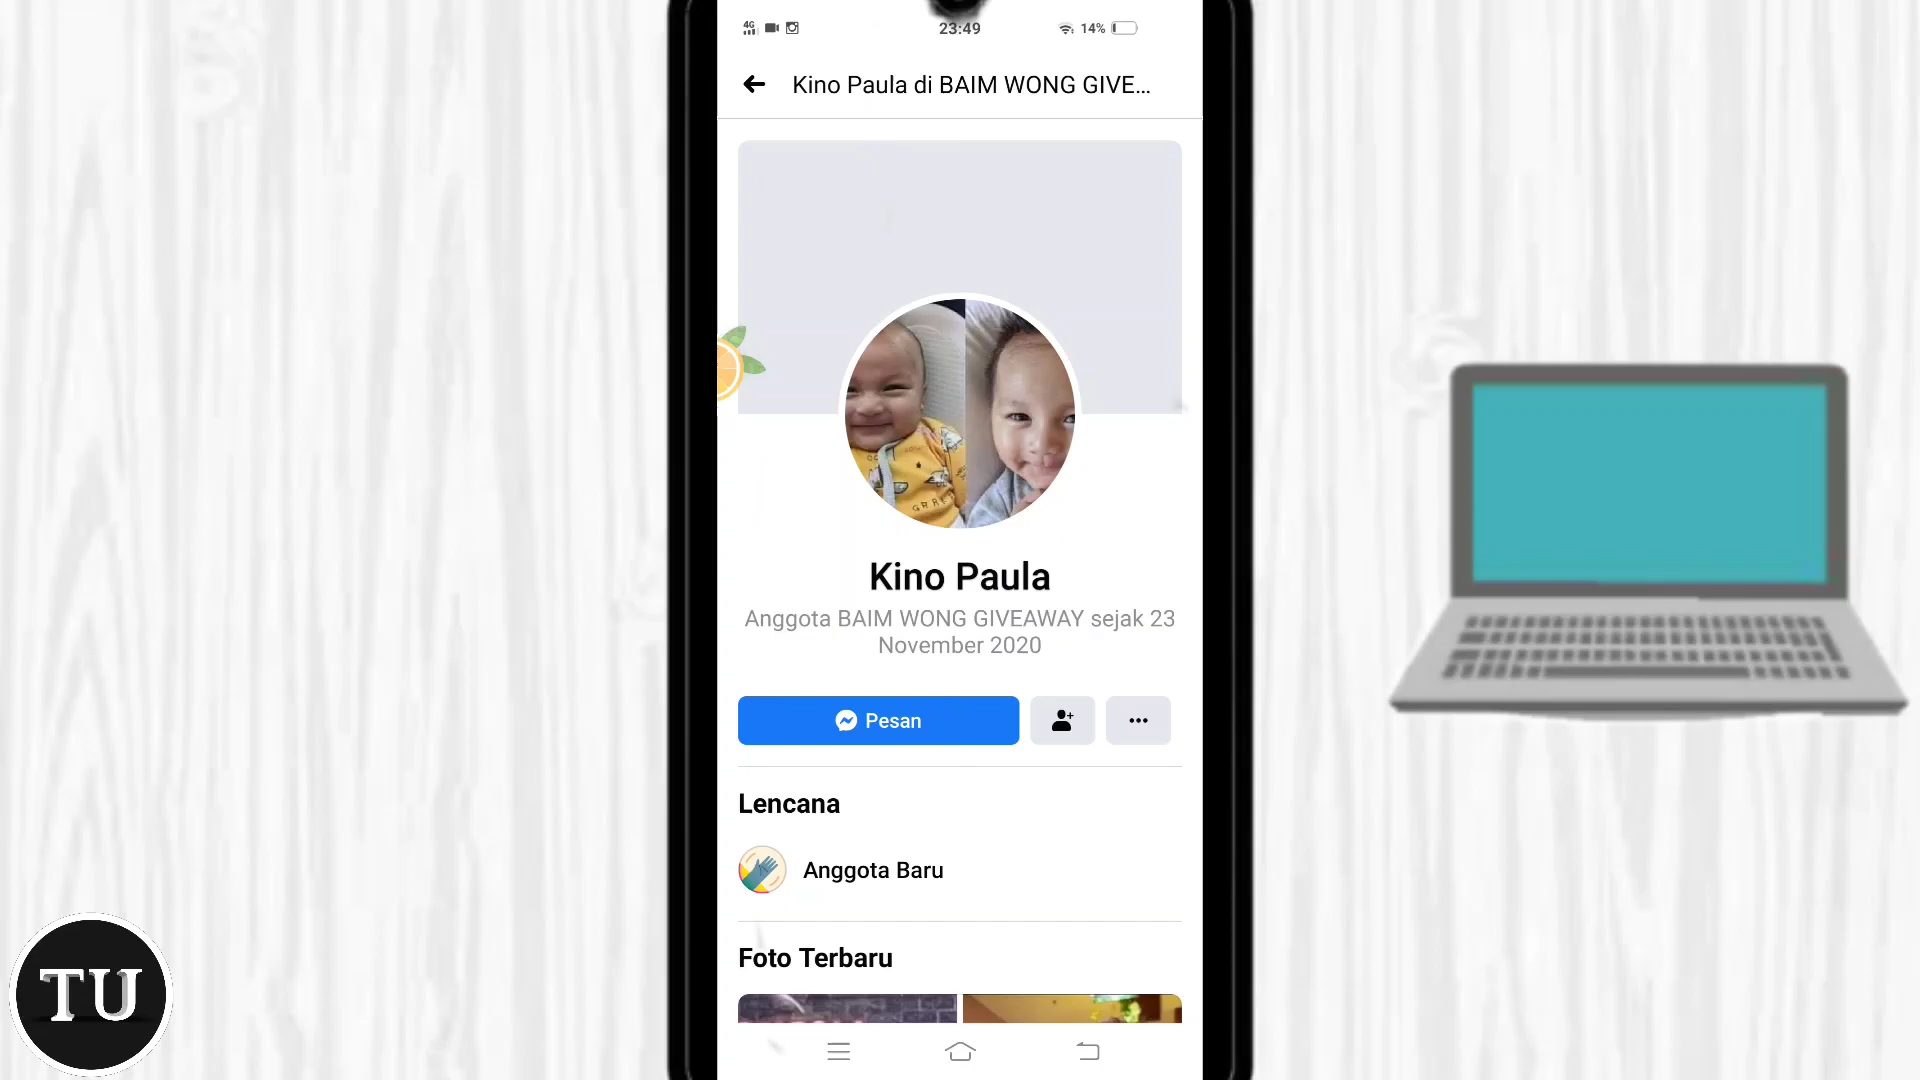 4G 23:49 14%
Kino Paula di BAIM WONG GIVE...
Kino Paula
Anggota BAIM WONG GIVEAWAY sejak 23
November 2020
Pesan
Lencana
Anggota Baru
Foto Terbaru
TU